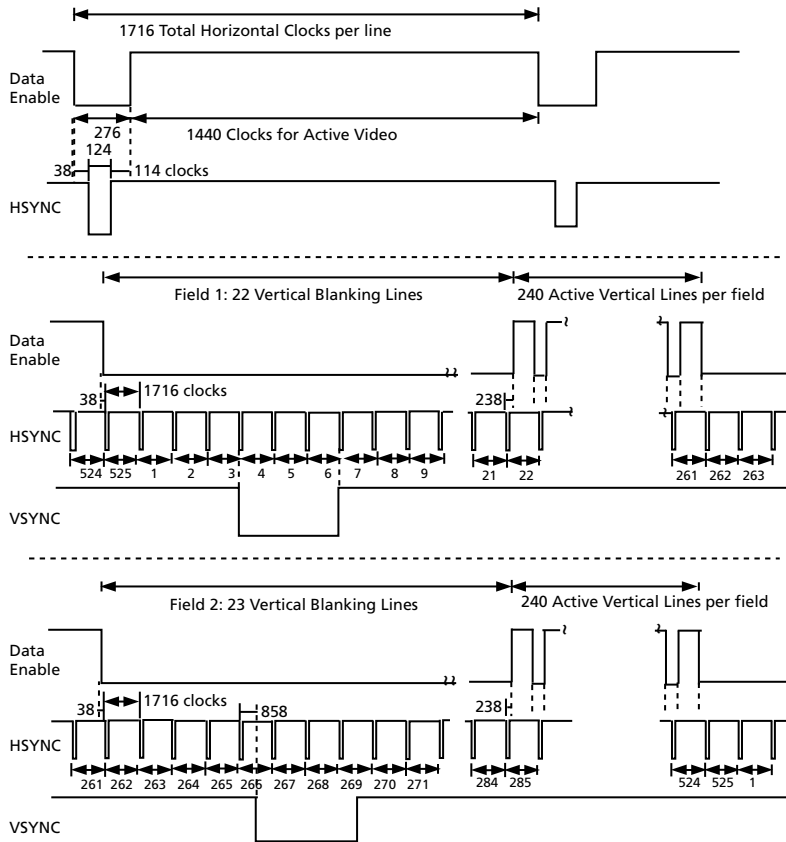 1716 Total Horizontal Clocks per line
Data
Enable
276
1440 Clocks for Active Video
124
38
114 clocks
HSYNC
Field 1: 22 Vertical Blanking Lines
240 Active Vertical Lines per field
Data
Enable
1716 clocks
38
238
HSYNC
524 525 1 2 3 4 5 6 7 8 9 21 22 261 262 263
VSYNC
Field 2: 23 Vertical Blanking Lines
240 Active Vertical Lines per field
Data
Enable
1716 clocks
38
858
238
HSYNC
261 262 263 264 265 266 267 268 269 270 271 284 285 524 525 1
VSYNC